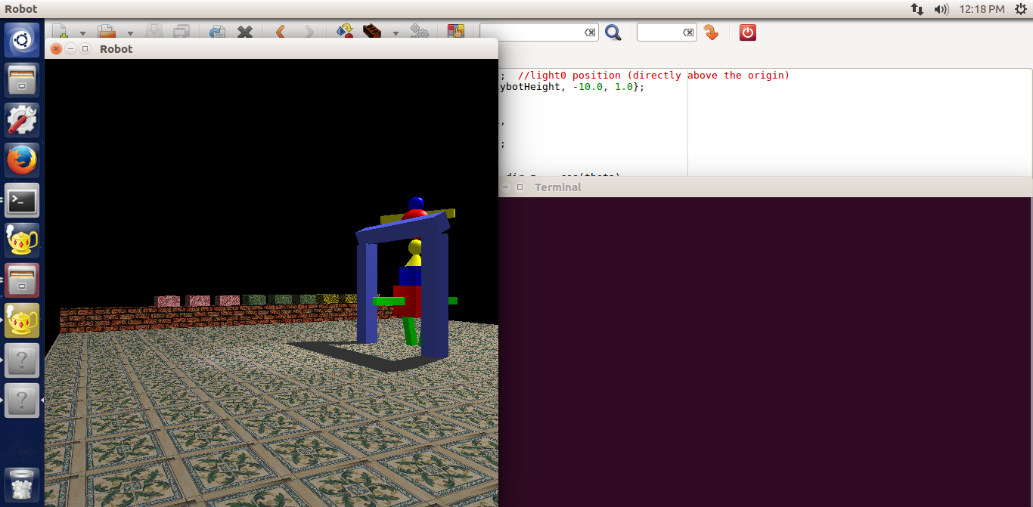 Robot
12:18 PM
Robot
; //light0 position (directly above the origin)
ybotHeight, -10.0, 1.0};
,
;
Terminal
>_
?
?